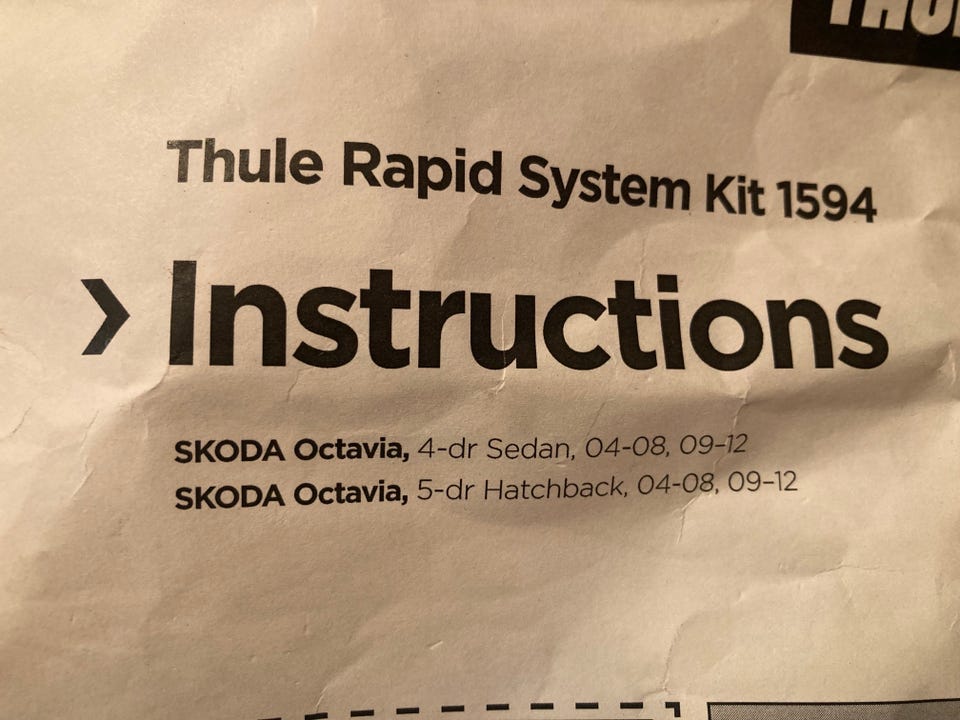 Thule Rapid System Kit 1594
› Instructions
SKODA Octavia, 4-dr Sedan, 04-08, 09–12
SKODA Octavia, 5-dr Hatchback, 04-08, 09–12